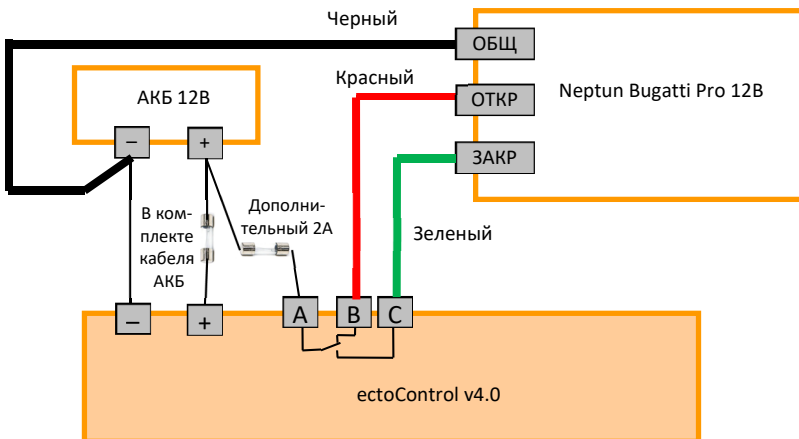 Черный
ОБЩ
АКБ 12В
Красный
ОТКР
Neptun Bugatti Pro 12В
–
+
ЗАКР
В ком-
плекте
кабеля
АКБ
Дополни-
тельный 2А
Зеленый
–
+
A
B
C
ectoControl v4.0